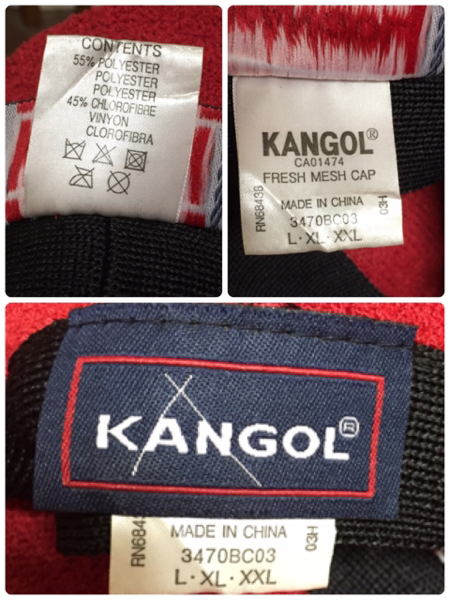 CONTENTS
55% POLYESTER
POLYESTER
POLYESTER
45% CHLOROFIBRE
VINYON
CLOROFIBRA
KANGOL®
CA01474
FRESH MESH CAP
MADE IN CHINA
3470BC03
L·XL·XXL
RN68438
03H
KANGOL®
MADE IN CHINA
3470BC03
L·XL·XXL
RN6843
03H